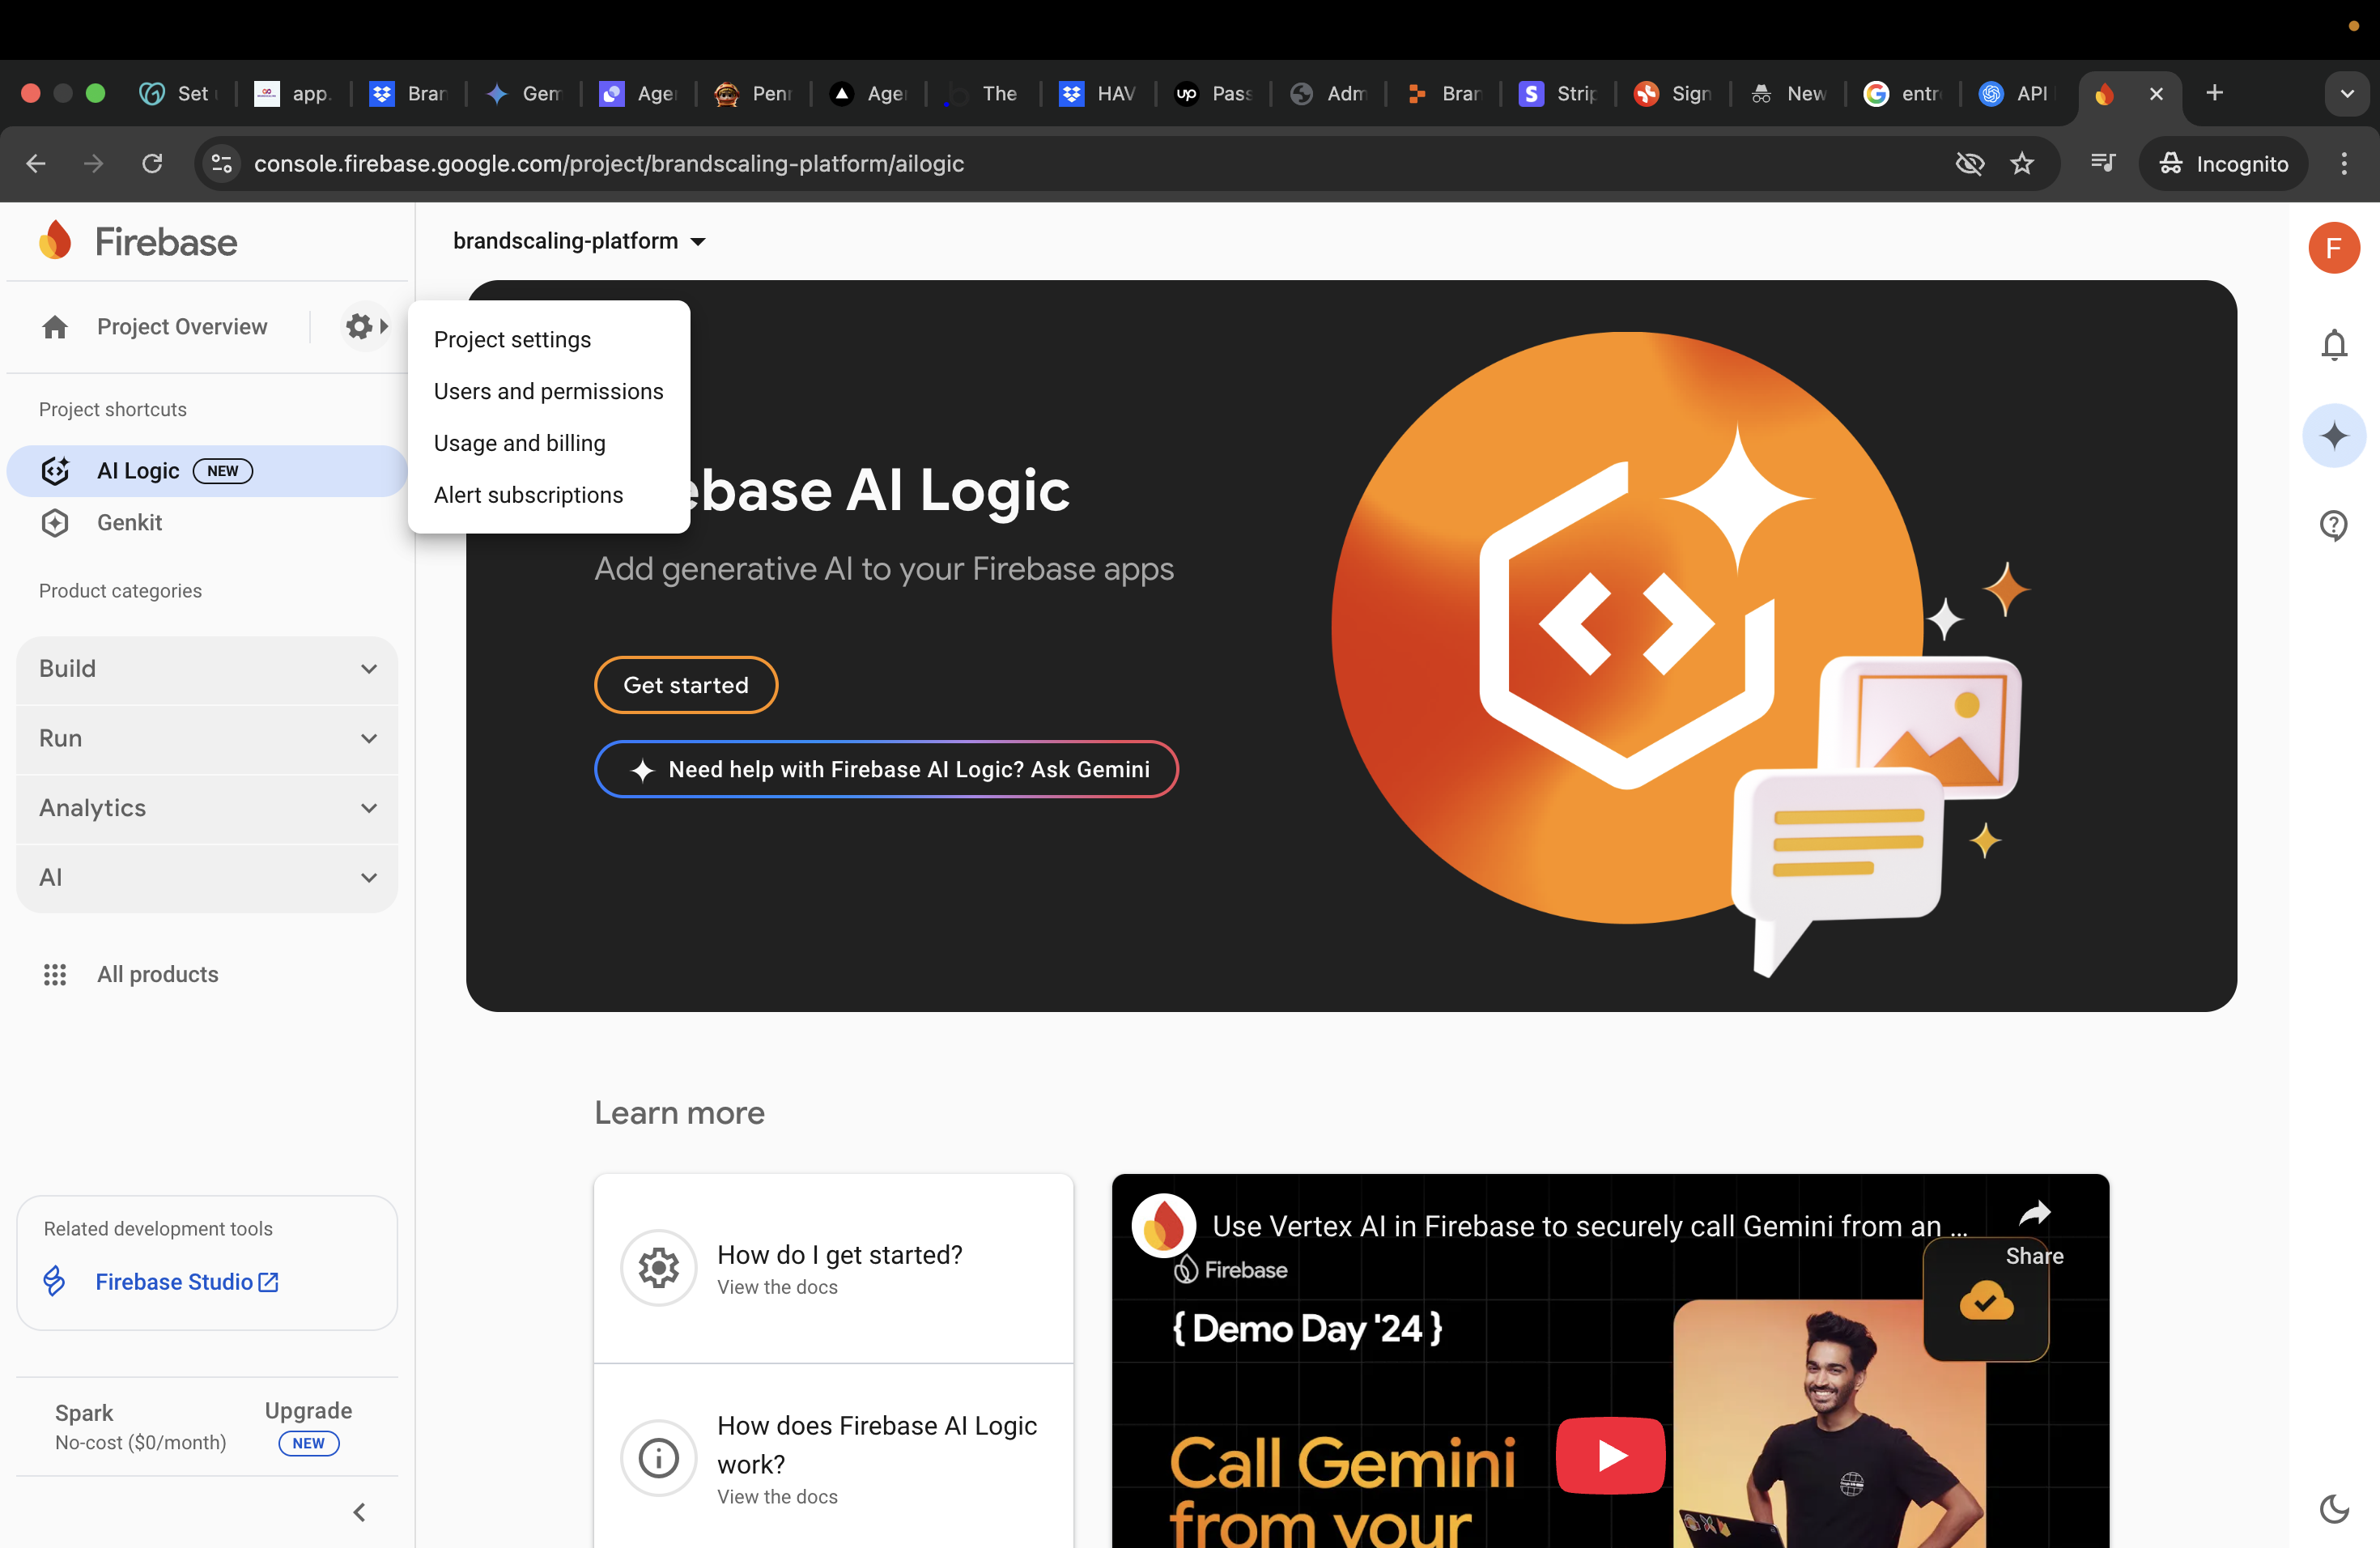 Set
app.
Bran
Gem
Age
Penn
Age
The
HAV
Pass
Adm
Bran
Strip
Sign
New
entr
API
console.firebase.google.com/project/brandscaling-platform/ailogic
Incognito
Firebase
brandscaling-platform
F
Project Overview
Project settings
Users and permissions
Usage and billing
Alert subscriptions
Project shortcuts
AI Logic NEW
Genkit
Product categories
Build
Run
Analytics
AI
All products
Related development tools
Firebase Studio
Spark
No-cost ($0/month)
Upgrade
NEW
ebase AI Logic
Add generative AI to your Firebase apps
Get started
Need help with Firebase AI Logic? Ask Gemini
Learn more
How do I get started?
View the docs
How does Firebase AI Logic
work?
View the docs
Use Vertex AI in Firebase to securely call Gemini from an ...
Share
Firebase
{ Demo Day '24 }
Call Gemini
from your